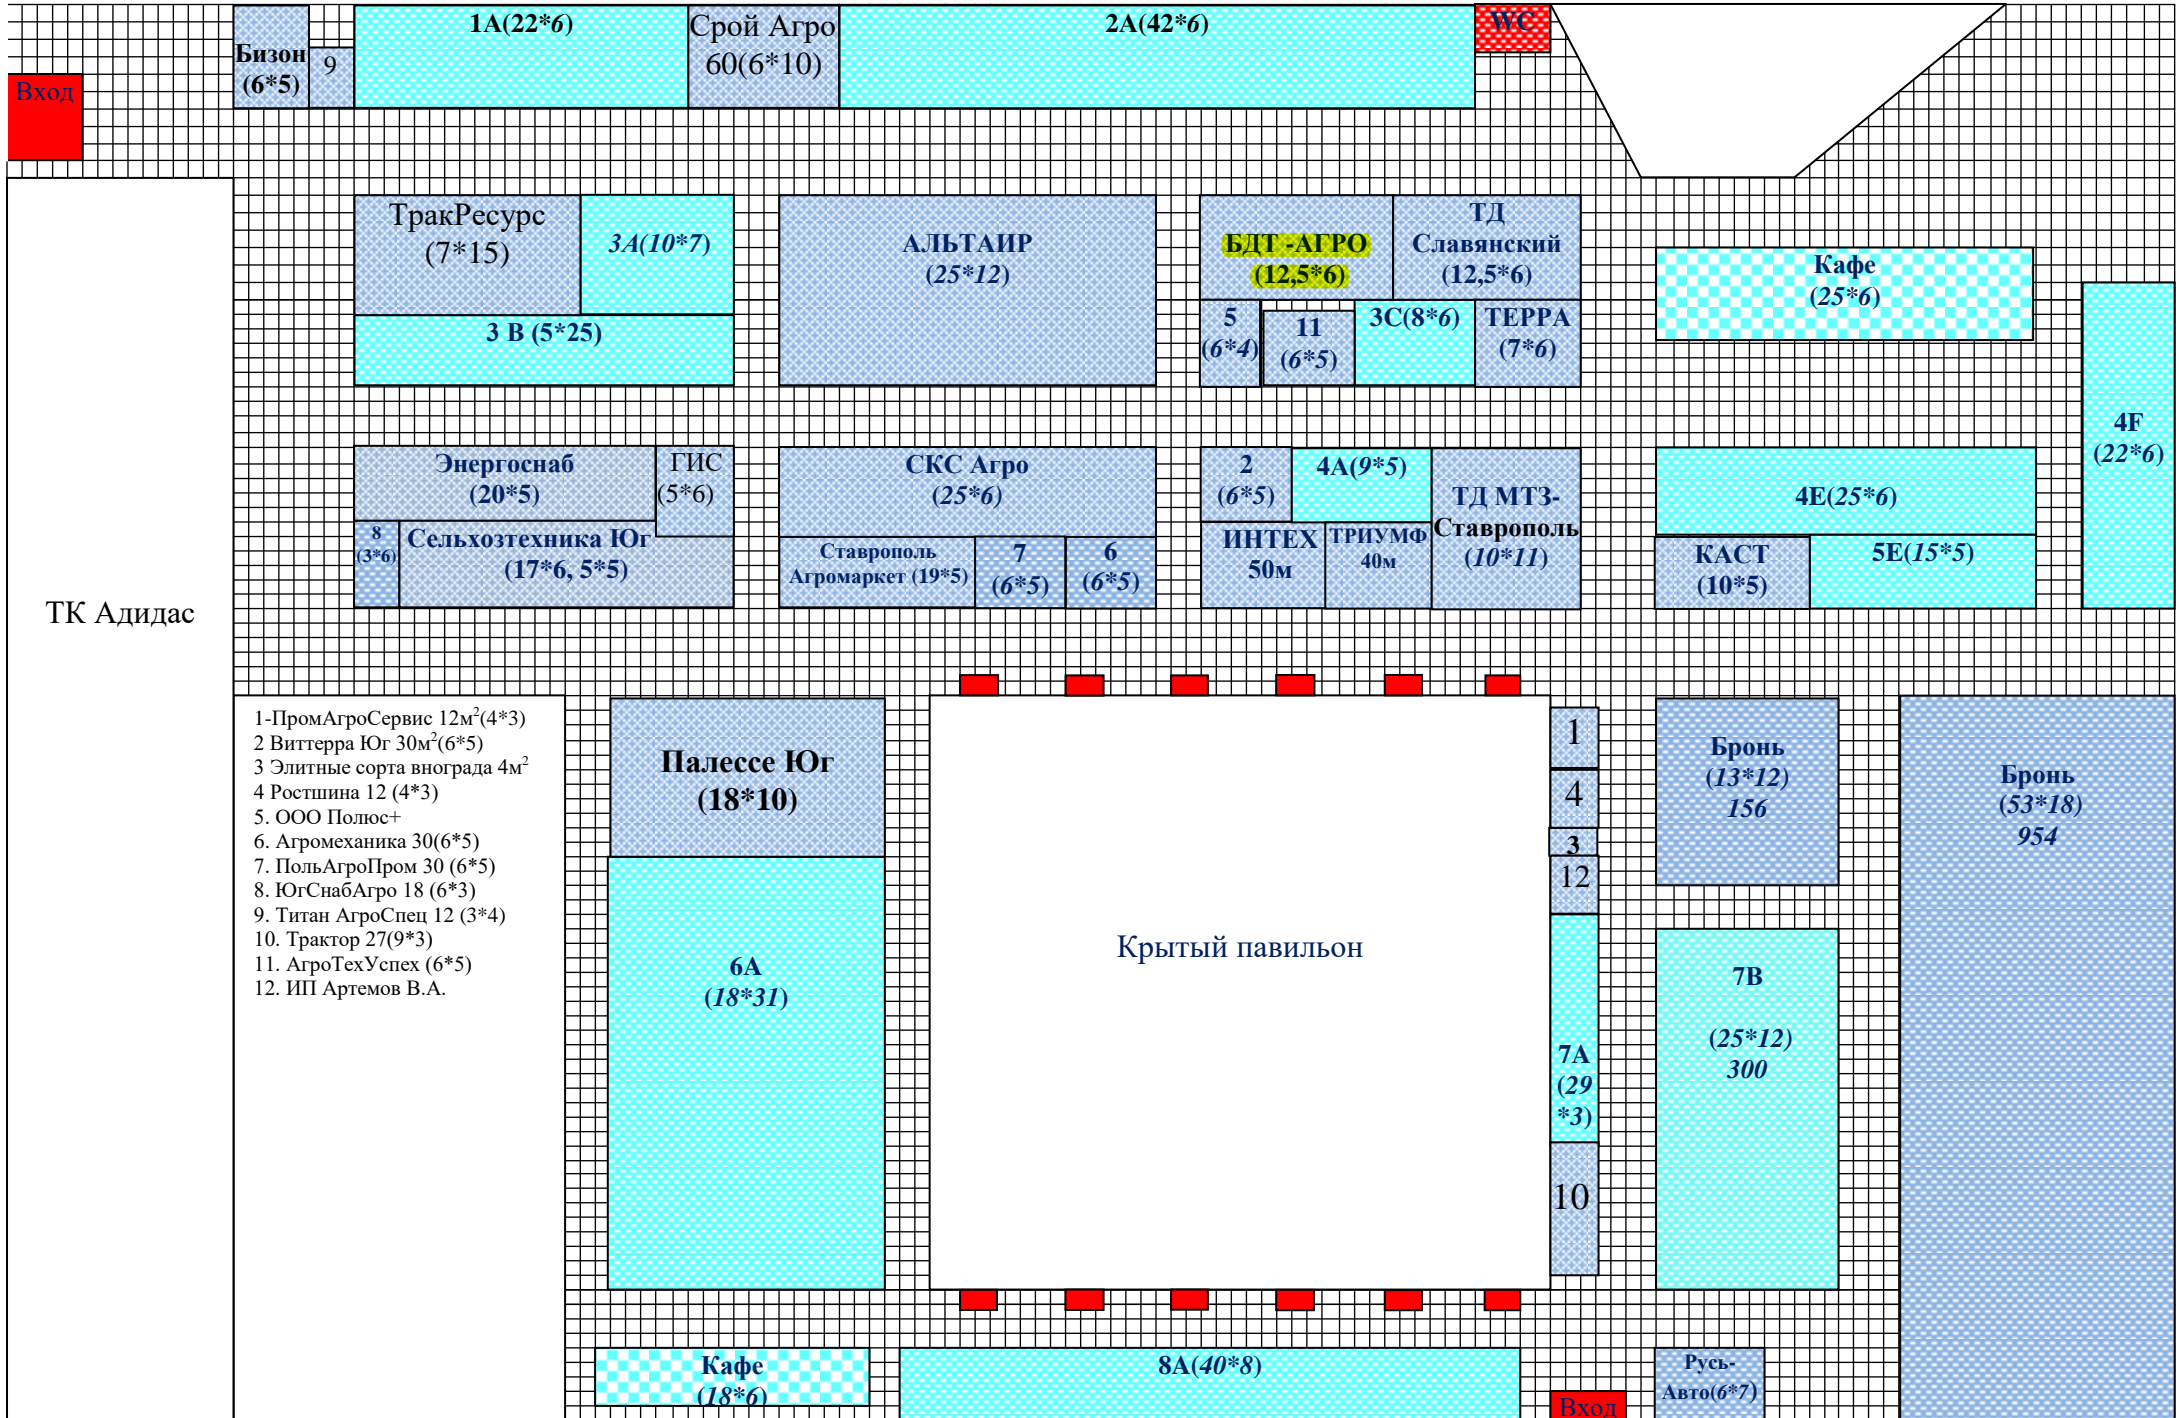 1А(22*6)
Срой Агро
60(6*10)
2А(42*6)
WC
Бизон
(6*5)
9
Вход
ТракРесурс
(7*15)
3А(10*7)
3 В (5*25)
АЛЬТАИР
(25*12)
БДТ -АГРО
(12,5*6)
ТД
Славянский
(12,5*6)
5
(6*4)
11
(6*5)
3С(8*6)
ТЕРРА
(7*6)
Кафе
(25*6)
4F
(22*6)
Энергоснаб
(20*5)
ГИС
(5*6)
8
(3*6)
Сельхозтехника Юг
(17*6, 5*5)
СКС Агро
(25*6)
Ставрополь
Агромаркет (19*5)
7
(6*5)
6
(6*5)
2
(6*5)
4А(9*5)
ИНТЕХ
50м
ТРИУМФ
40м
ТД МТЗ-
Ставрополь
(10*11)
4Е(25*6)
КАСТ
(10*5)
5Е(15*5)
ТК Адидас
1-ПромАгроСервис 12м²(4*3)
2 Виттерра Юг 30м²(6*5)
3 Элитные сорта внограда 4м²
4 Ростшина 12 (4*3)
5. ООО Полюс+
6. Агромеханика 30(6*5)
7. ПольАгроПром 30 (6*5)
8. ЮгСнабАгро 18 (6*3)
9. Титан АгроСпец 12 (3*4)
10. Трактор 27(9*3)
11. АгроТехУспех (6*5)
12. ИП Артемов В.А.
Палессе Юг
(18*10)
6А
(18*31)
Крытый павильон
1
4
3
12
7А
(29
*3)
10
Бронь
(13*12)
156
7В
(25*12)
300
Бронь
(53*18)
954
Кафе
(18*6)
8А(40*8)
Вход
Русь-
Авто(6*7)